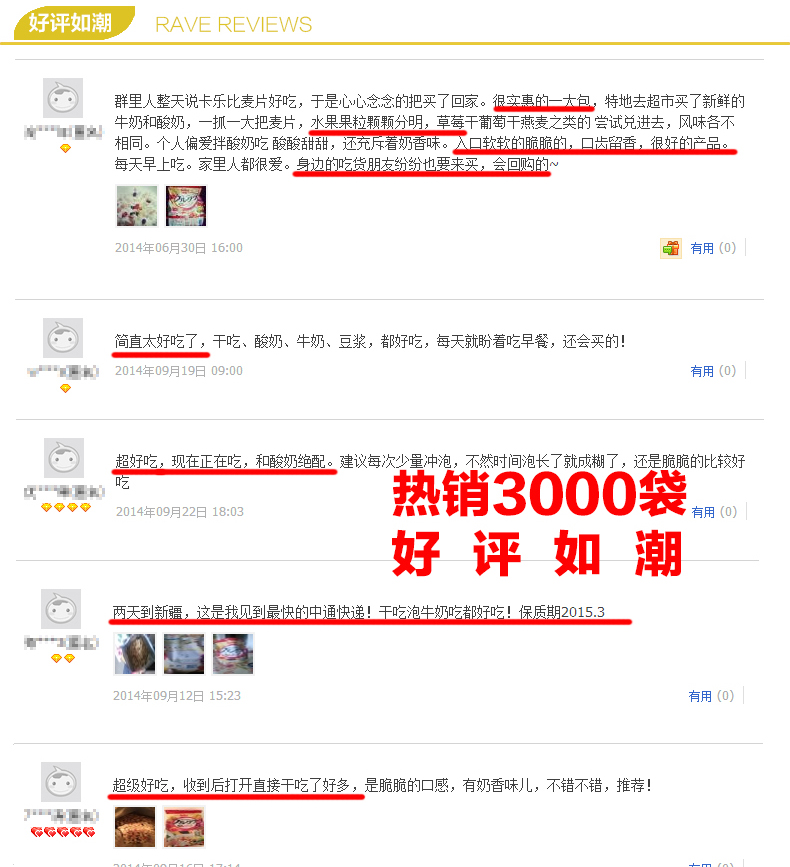 好评如潮 RAVE REVIEWS
群里人整天说卡乐比麦片好吃，于是心心念念的把买了回家。很实惠的一大包，特地去超市买了新鲜的
牛奶和酸奶，一抓一大把麦片，水果果粒颗颗分明，草莓干葡萄干燕麦之类的 尝试兑进去，风味各不
相同。个人偏爱拌酸奶吃 酸酸甜甜，还充斥着奶香味。入口软软的脆脆的，口齿留香，很好的产品。
每天早上吃。家里人都很爱。身边的吃货朋友纷纷也要来买，会回购的~
2014年06月30日 16:00
有用 (0)
简直太好吃了，干吃、酸奶、牛奶、豆浆，都好吃，每天就盼着吃早餐，还会买的！
2014年09月19日 09:00
有用 (0)
超好吃，现在正在吃，和酸奶绝配。建议每次少量冲泡，不然时间泡长了就成糊了，还是脆脆的比较好
吃
热销3000袋
2014年09月22日 18:03
有用 (0)
好评如潮
两天到新疆，这是我见到最快的中通快递！干吃泡牛奶吃都好吃！保质期2015.3
2014年09月12日 15:23
有用 (0)
超级好吃，收到后打开直接干吃了好多，是脆脆的口感，有奶香味儿，不错不错，推荐！